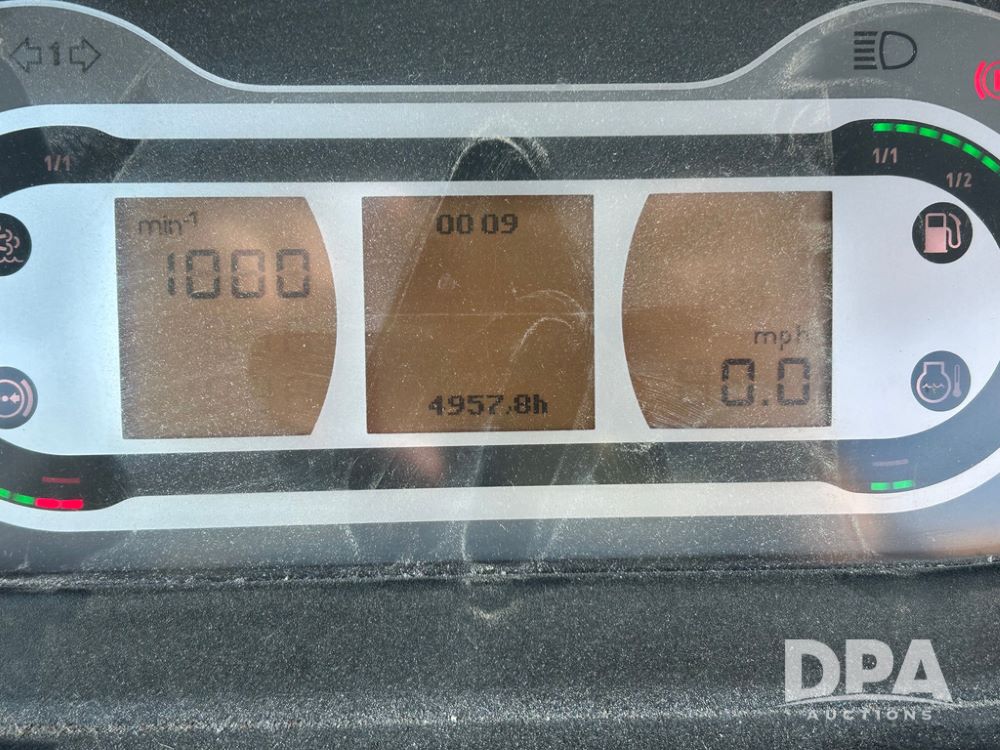 1
1/1
1/1
1/2
min-1
1000
00 09
mph
0.0
4957,8h
DPA
AUCTIONS